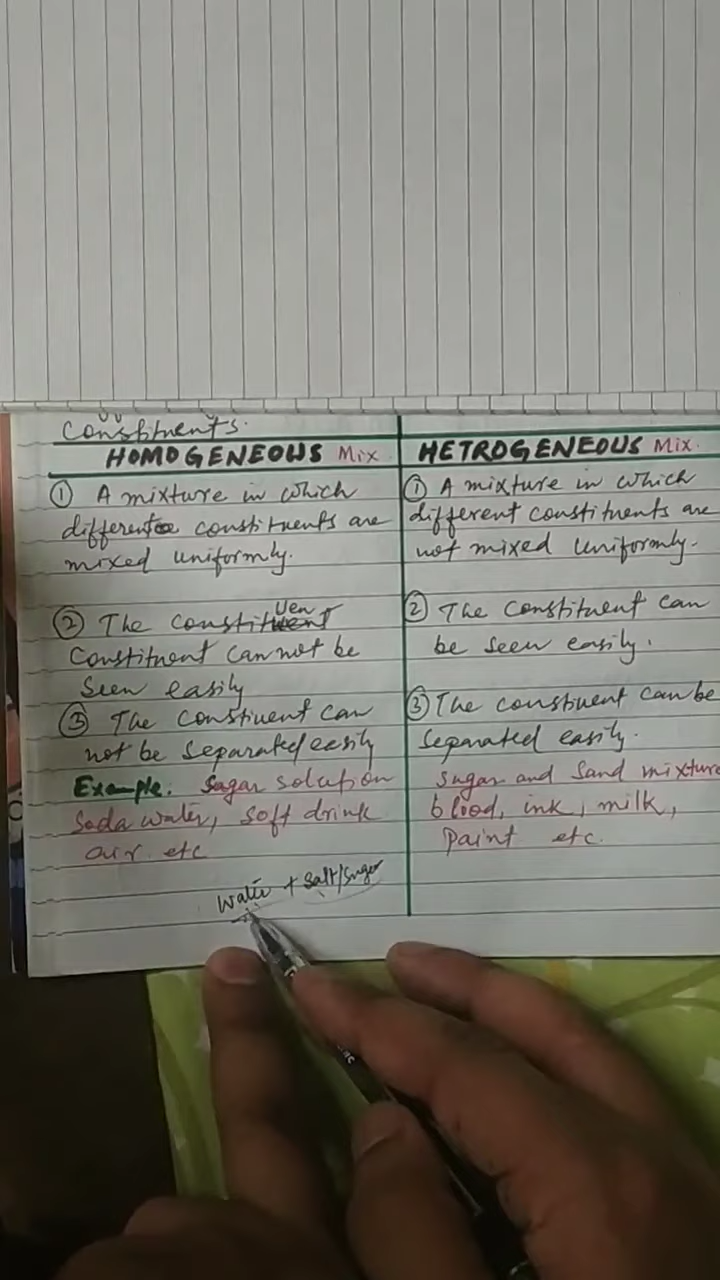 Constituents.
HOMOGENEOUS Mix
① A mixture in which
different constituents are
mixed uniformly.
② The constituent
Constituent can not be
seen easily
③ The constiuent can
not be separated easily
Example: Sugar solution
Soda water, soft drink
air. etc
Water + Salt/Sugar
HETROGENEOUS Mix.
① A mixture in which
different constituents are
not mixed uniformly.
② The constituent can
be seen easily.
③ The constiuent can be
separated easily.
sugar and sand mixture
blood, ink, milk,
paint etc.